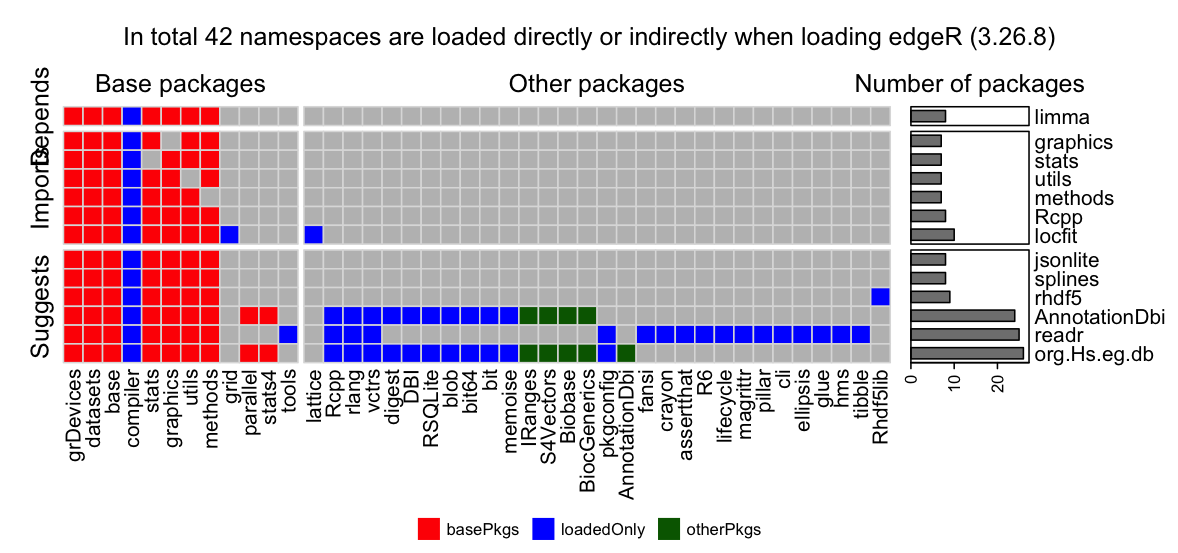 In total 42 namespaces are loaded directly or indirectly when loading edgeR (3.26.8)
Base packages
Other packages
Number of packages
Depends
Imports
Suggests
limma
graphics
stats
utils
methods
Rcpp
locfit
jsonlite
splines
rhdf5
AnnotationDbi
readr
org.Hs.eg.db
0
10
20
grDevices
datasets
base
compiler
stats
graphics
utils
methods
grid
parallel
stats4
tools
lattice
Rcpp
rlang
vctrs
digest
DBI
RSQLite
blob
bit64
bit
memoise
IRanges
S4Vectors
Biobase
BiocGenerics
pkgconfig
AnnotationDbi
fansi
crayon
assertthat
R6
lifecycle
magrittr
pillar
cli
ellipsis
glue
hms
tibble
Rhdf5lib
basePkgs
loadedOnly
otherPkgs